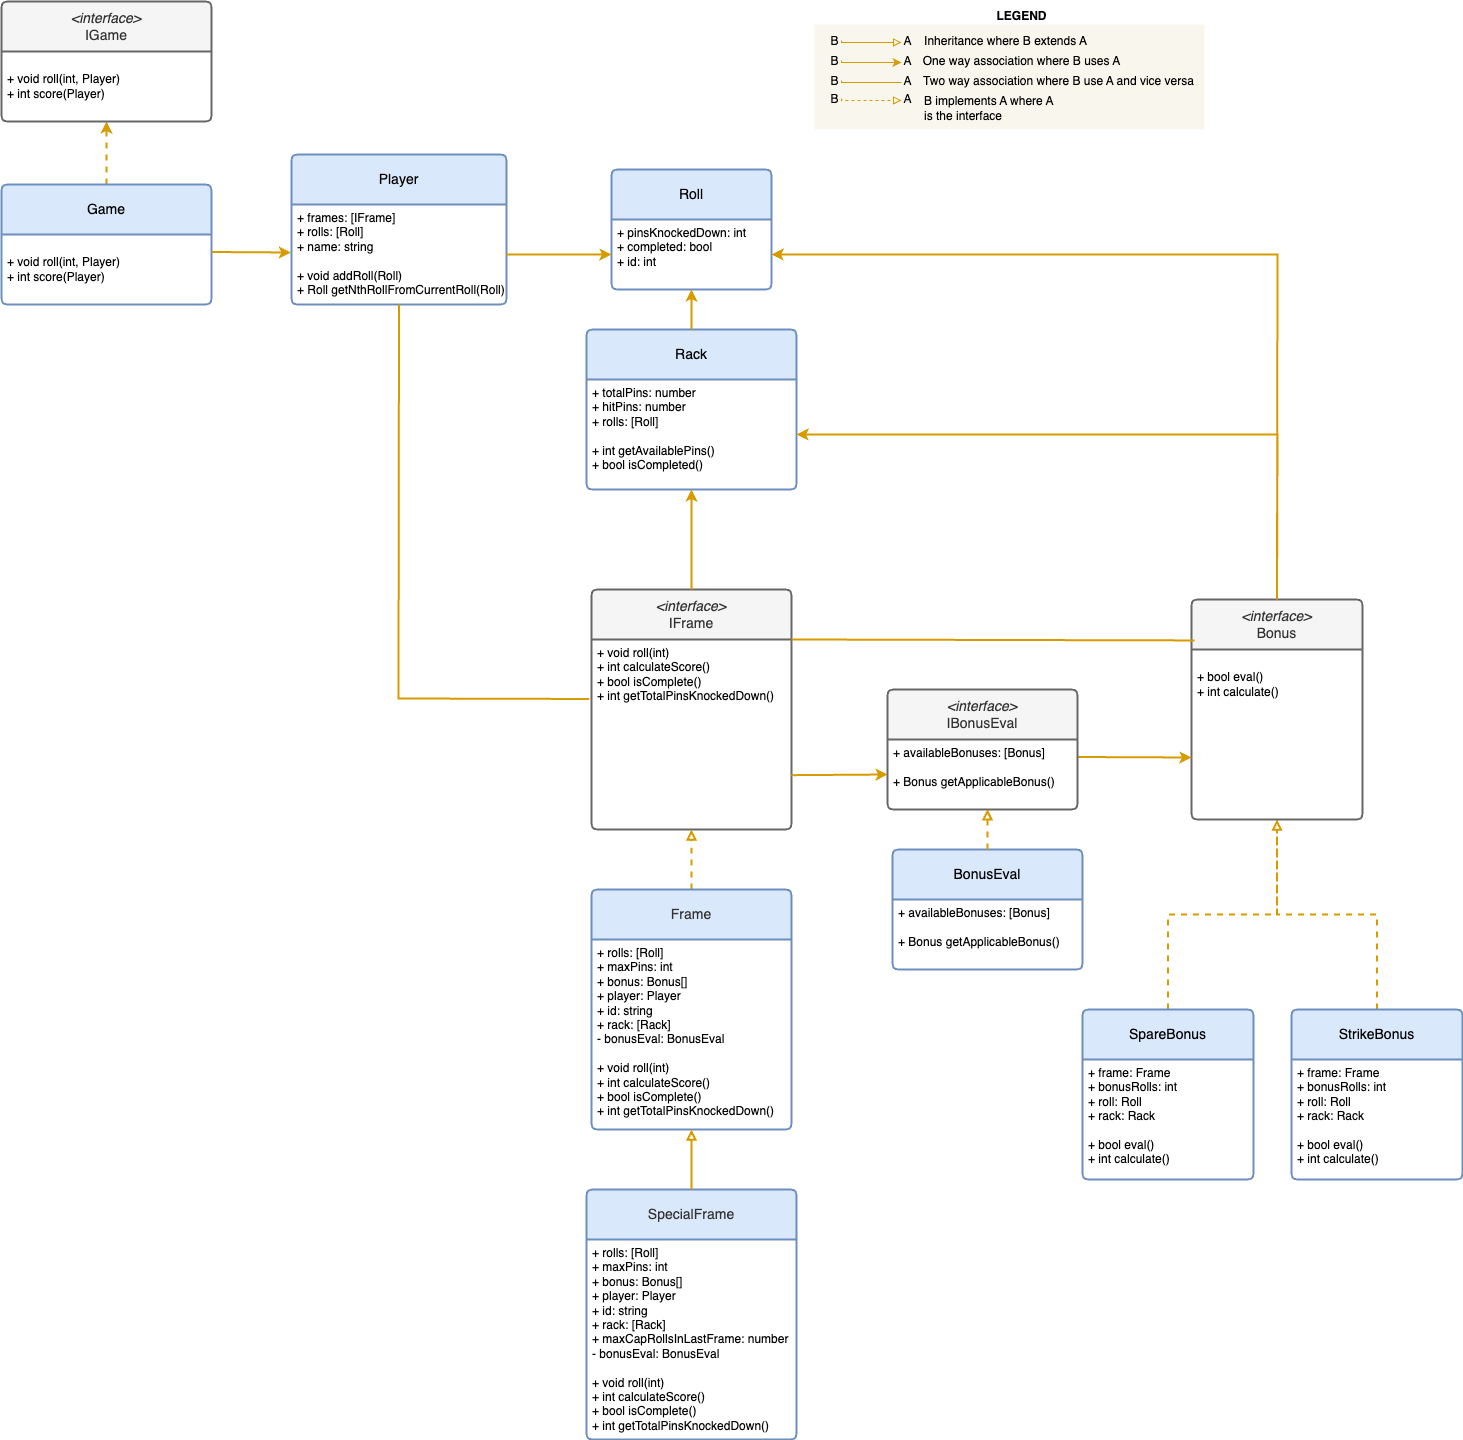 <interface>
IGame
+ void roll(int, Player)
+ int score(Player)
LEGEND
B A Inheritance where B extends A
B A One way association where B uses A
B A Two way association where B use A and vice versa
B A B implements A where A
is the interface
Game
+ void roll(int, Player)
+ int score(Player)
Player
+ frames: [IFrame]
+ rolls: [Roll]
+ name: string
+ void addRoll(Roll)
+ Roll getNthRollFromCurrentRoll(Roll)
Roll
+ pinsKnockedDown: int
+ completed: bool
+ id: int
Rack
+ totalPins: number
+ hitPins: number
+ rolls: [Roll]
+ int getAvailablePins()
+ bool isCompleted()
<interface>
IFrame
+ void roll(int)
+ int calculateScore()
+ bool isComplete()
+ int getTotalPinsKnockedDown()
<interface>
IBonusEval
+ availableBonuses: [Bonus]
+ Bonus getApplicableBonus()
<interface>
Bonus
+ bool eval()
+ int calculate()
BonusEval
+ availableBonuses: [Bonus]
+ Bonus getApplicableBonus()
Frame
+ rolls: [Roll]
+ maxPins: int
+ bonus: Bonus[]
+ player: Player
+ id: string
+ rack: [Rack]
- bonusEval: BonusEval
+ void roll(int)
+ int calculateScore()
+ bool isComplete()
+ int getTotalPinsKnockedDown()
SpareBonus
+ frame: Frame
+ bonusRolls: int
+ roll: Roll
+ rack: Rack
+ bool eval()
+ int calculate()
StrikeBonus
+ frame: Frame
+ bonusRolls: int
+ roll: Roll
+ rack: Rack
+ bool eval()
+ int calculate()
SpecialFrame
+ rolls: [Roll]
+ maxPins: int
+ bonus: Bonus[]
+ player: Player
+ id: string
+ rack: [Rack]
+ maxCapRollsInLastFrame: number
- bonusEval: BonusEval
+ void roll(int)
+ int calculateScore()
+ bool isComplete()
+ int getTotalPinsKnockedDown()